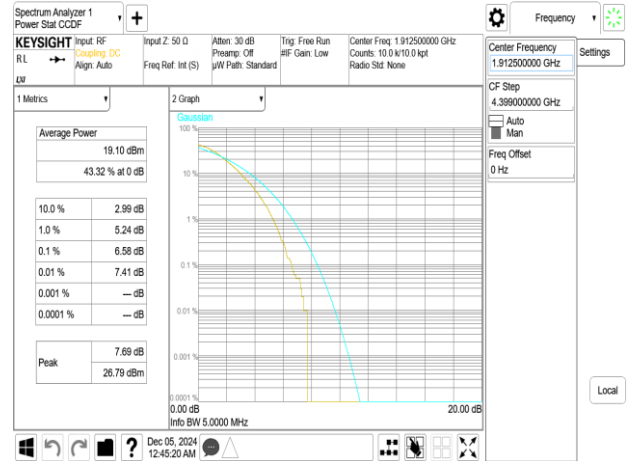 Spectrum Analyzer 1
Power Stat CCDF
+
Frequency
KEYSIGHT
RL
Input: RF
Coupling: DC
Align: Auto
Input Z: 50 Ω
Freq Ref: Int (S)
Atten: 30 dB
Preamp: Off
µW Path: Standard
Trig: Free Run
#IF Gain: Low
Center Freq: 1.912500000 GHz
Counts: 10.0 k/10.0 kpt
Radio Std: None
Center Frequency
1.912500000 GHz
Settings
CF Step
4.399000000 GHz
Auto
Man
Freq Offset
0 Hz
1 Metrics
2 Graph
Average Power
19.10 dBm
43.32 % at 0 dB
10.0 % 2.99 dB
1.0 % 5.24 dB
0.1 % 6.58 dB
0.01 % 7.41 dB
0.001 % --- dB
0.0001 % --- dB
Peak
7.69 dB
26.79 dBm
Gaussian
100 %
10 %
1 %
0.1 %
0.01 %
0.001 %
0.0001 %
0.00 dB
20.00 dB
Info BW 5.0000 MHz
Local
?
Dec 05, 2024
12:45:20 AM